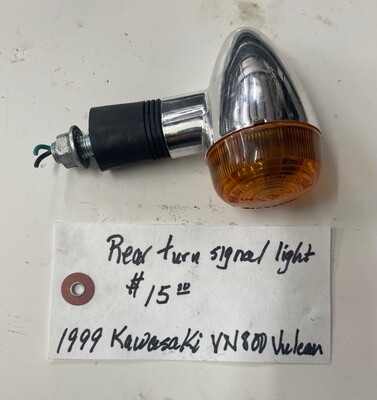 Rear turn signal light
$15.00
1999 Kawasaki VN800 Vulcan